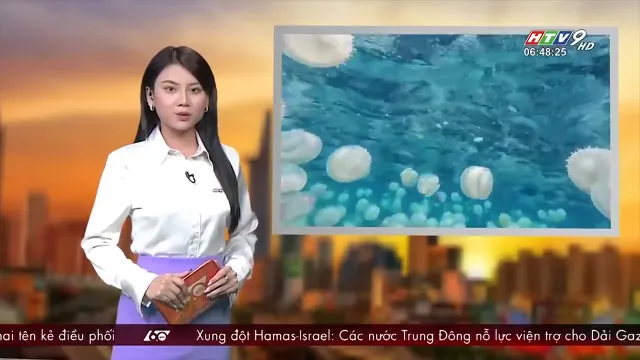 HTV9 HD
06:48:25
hai tên kẻ điều phối 60 Xung đột Hamas-Israel: Các nước Trung Đông nỗ lực viện trợ cho Dải Gaz